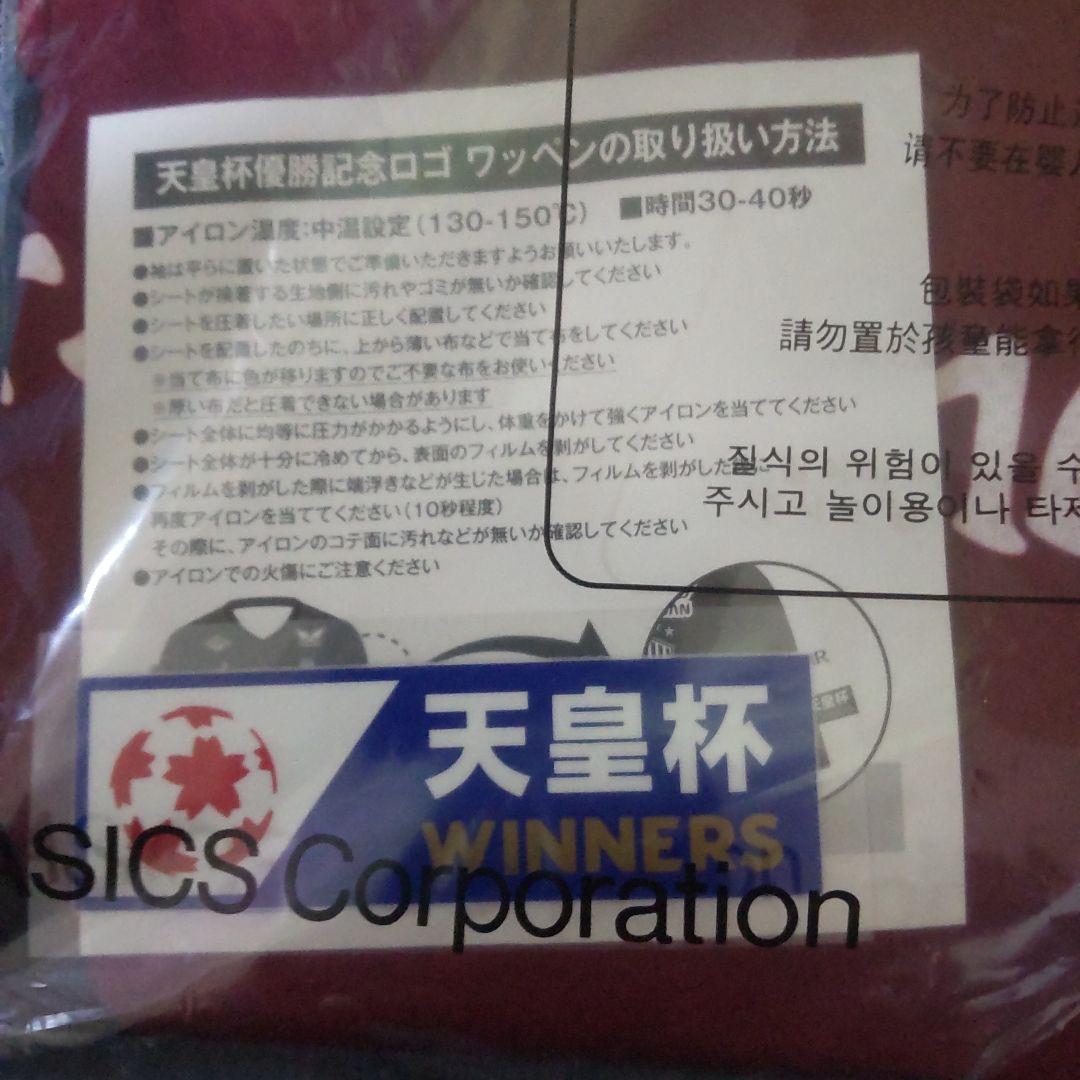 天皇杯優勝記念ロゴ ワッペンの取り扱い方法
■アイロン温度:中温設定(130-150℃) ■時間30-40秒
●袖は平らに置いた状態でご準備いただきますようお願いいたします。
●シートが接着する生地側に汚れやゴミが無いか確認してください
●シートを圧着したい場所に正しく配置してください
●シートを配置したのちに、上から薄い布などで当て布をしてください
※当て布に色が移りますのでご不要な布をお使いください
※厚い布だと圧着できない場合があります
●シート全体に均等に圧力がかかるようにし、体重をかけて強くアイロンを当ててください
●シート全体が十分に冷めてから、表面のフィルムを剥がしてください
●フィルムを剥がした際に端浮きなどが生じた場合は、フィルムを剥がした
再度アイロンを当ててください(10秒程度)
その際に、アイロンのコテ面に汚れなどが無いか確認してください
●アイロンでの火傷にご注意ください
为了防止
请不要在婴
包装袋如果
請勿置於孩童能拿
질식의 위험이 있을 수
주시고 놀이용이나 타
天皇杯
WINNERS
ASICS Corporation